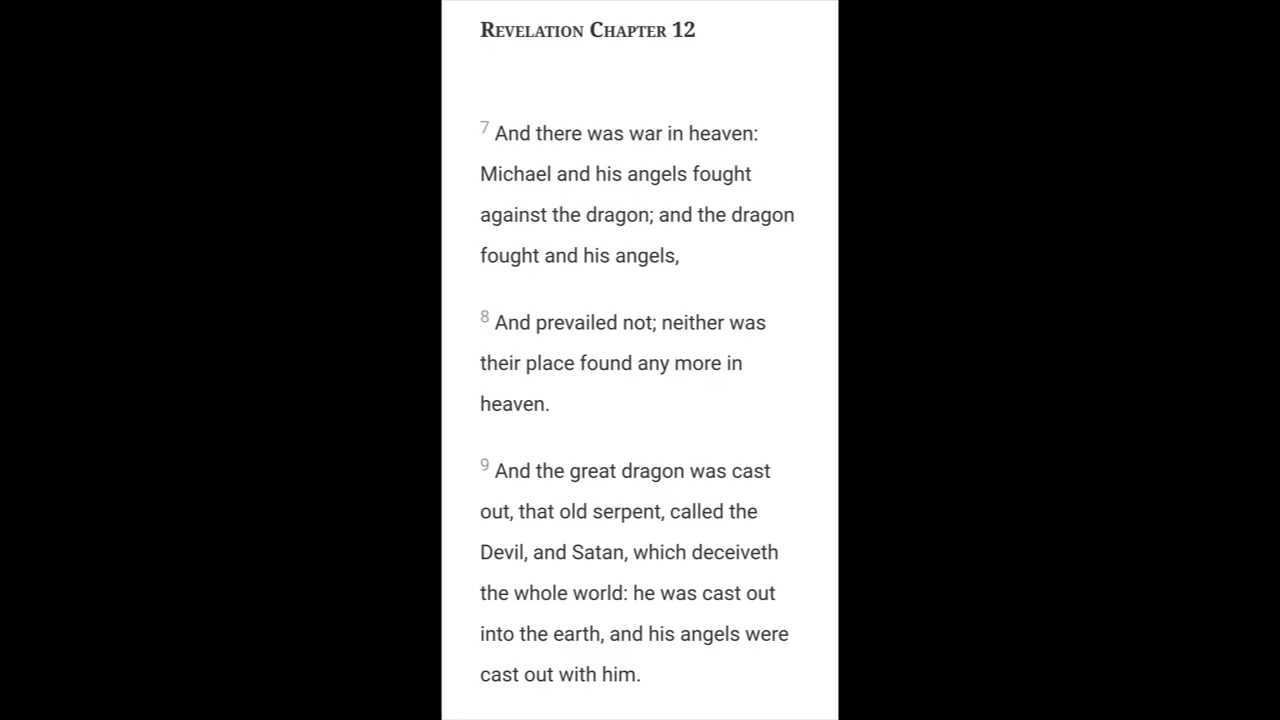 Revelation Chapter 12
7 And there was war in heaven:
Michael and his angels fought
against the dragon; and the dragon
fought and his angels,
8 And prevailed not; neither was
their place found any more in
heaven.
9 And the great dragon was cast
out, that old serpent, called the
Devil, and Satan, which deceiveth
the whole world: he was cast out
into the earth, and his angels were
cast out with him.